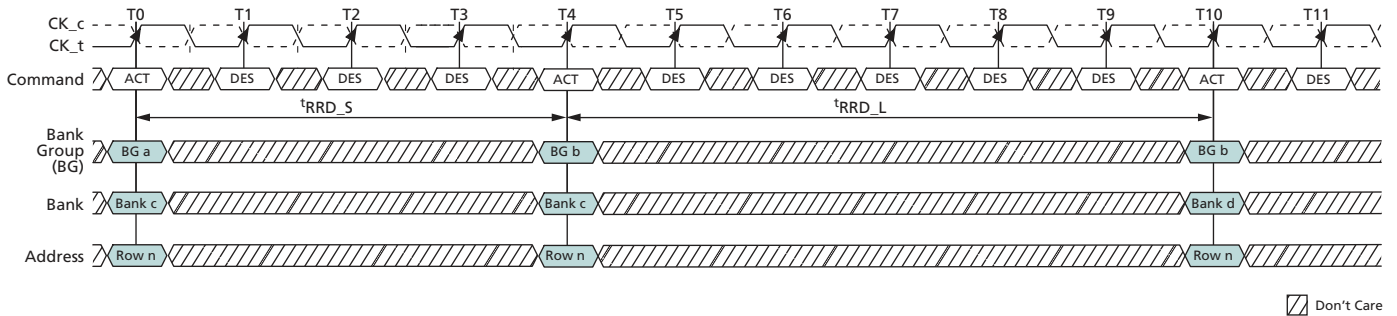 T0 T1 T2 T3 T4 T5 T6 T7 T8 T9 T10 T11
CK_c
CK_t
Command ACT DES DES DES ACT DES DES DES DES DES ACT DES
tRRD_S tRRD_L
Bank
Group
(BG)
BG a BG b BG b
Bank Bank c Bank c Bank d
Address Row n Row n Row n
Don't Care